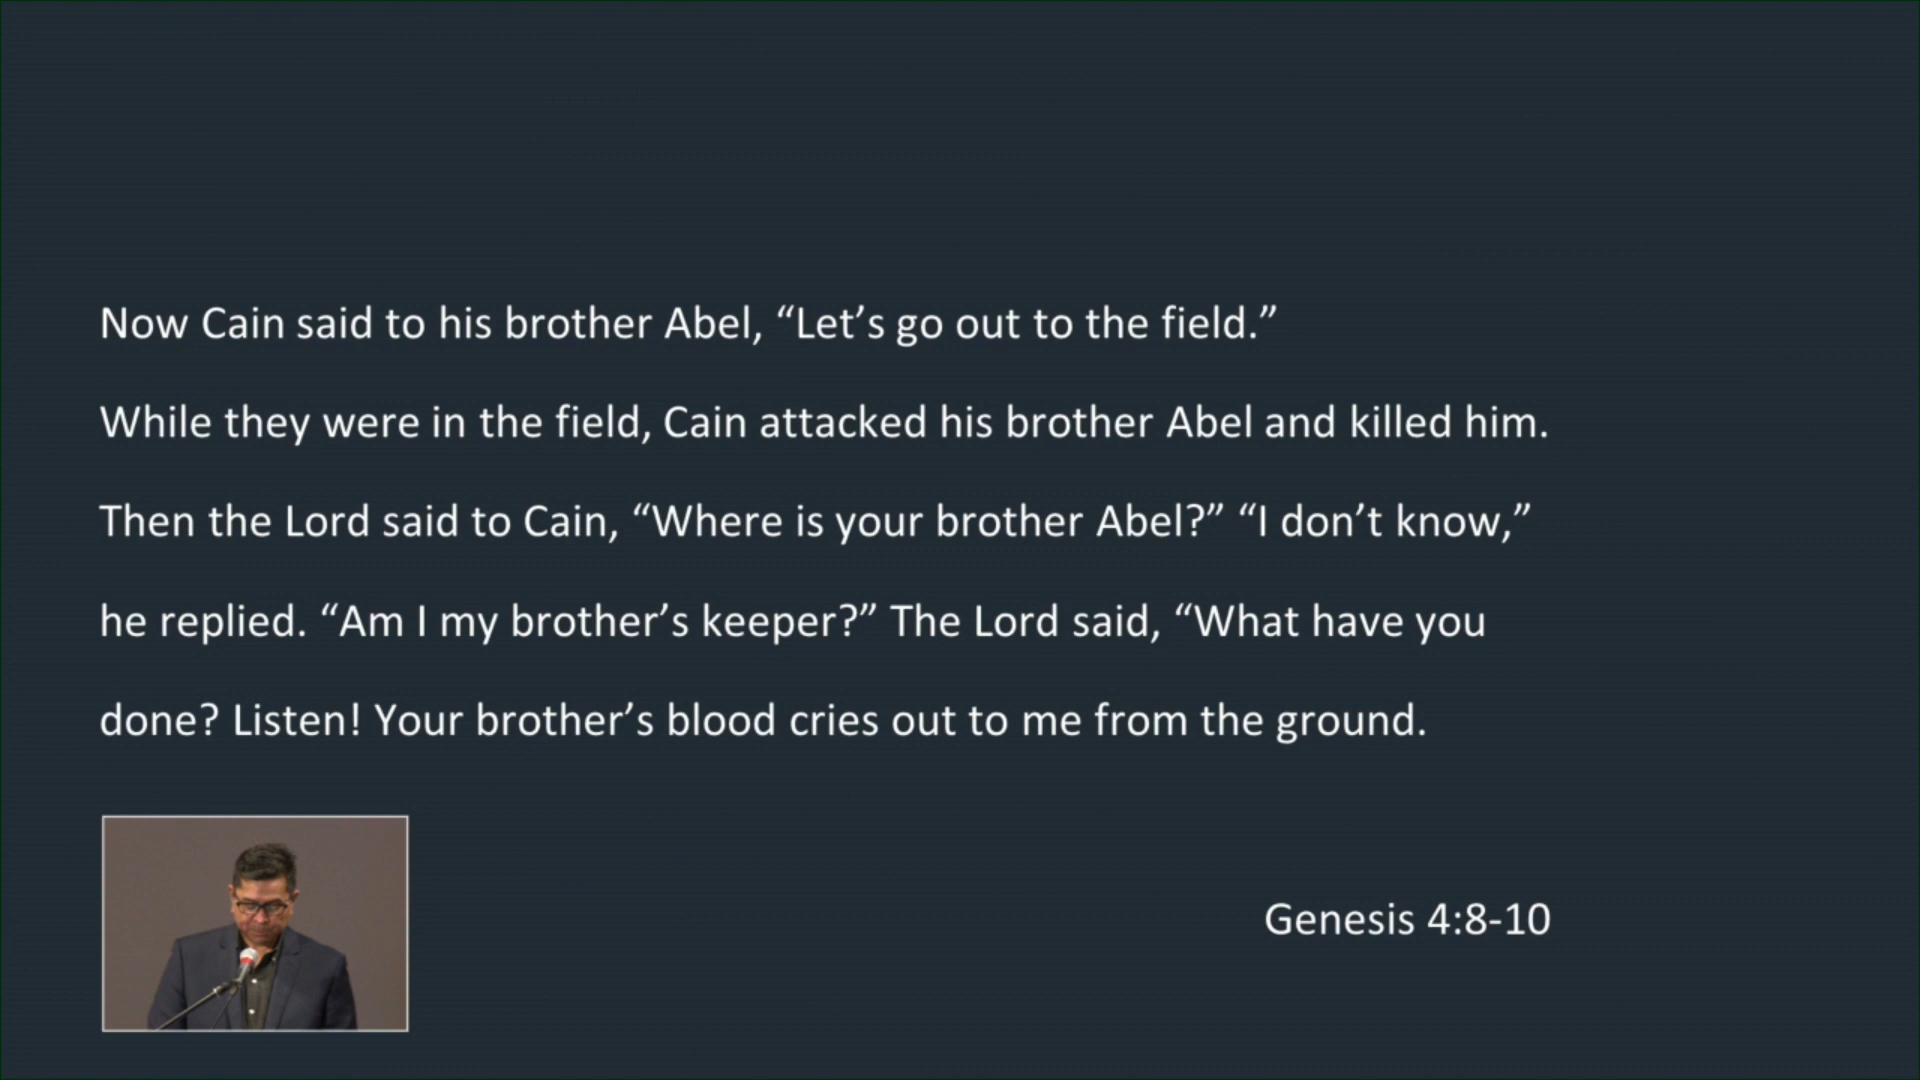 Now Cain said to his brother Abel, “Let’s go out to the field.”
While they were in the field, Cain attacked his brother Abel and killed him.
Then the Lord said to Cain, “Where is your brother Abel?” “I don’t know,”
he replied. “Am I my brother’s keeper?” The Lord said, “What have you
done? Listen! Your brother’s blood cries out to me from the ground.
Genesis 4:8-10